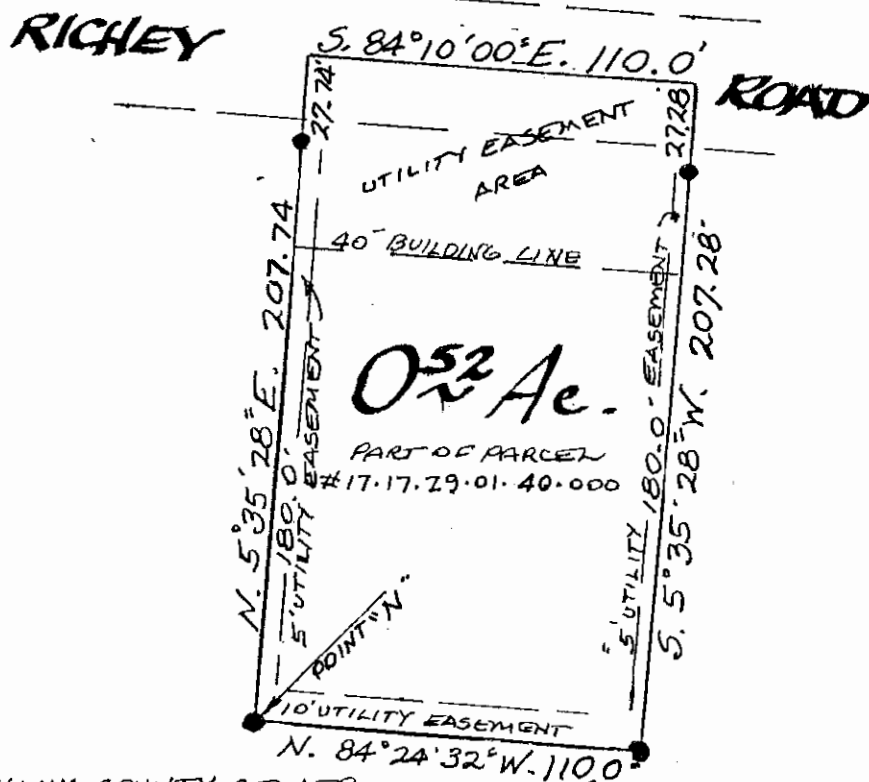 RICHEY
S. 84°10'00"E. 110.0'
ROAD
27.74'
27.28
UTILITY EASEMENT
AREA
40' BUILDING LINE
N. 5°35'28"E. 207.74
180.0'
5' UTILITY EASEMENT
0 52 Ac.
PART OF PARCEL
#17.17.29.01.40.000
5' UTILITY EASEMENT
180.0'
S. 5°35'28"W. 207.28'
POINT "N"
10' UTILITY EASEMENT
N. 84°24'32"W. 110.0'
COUNTY